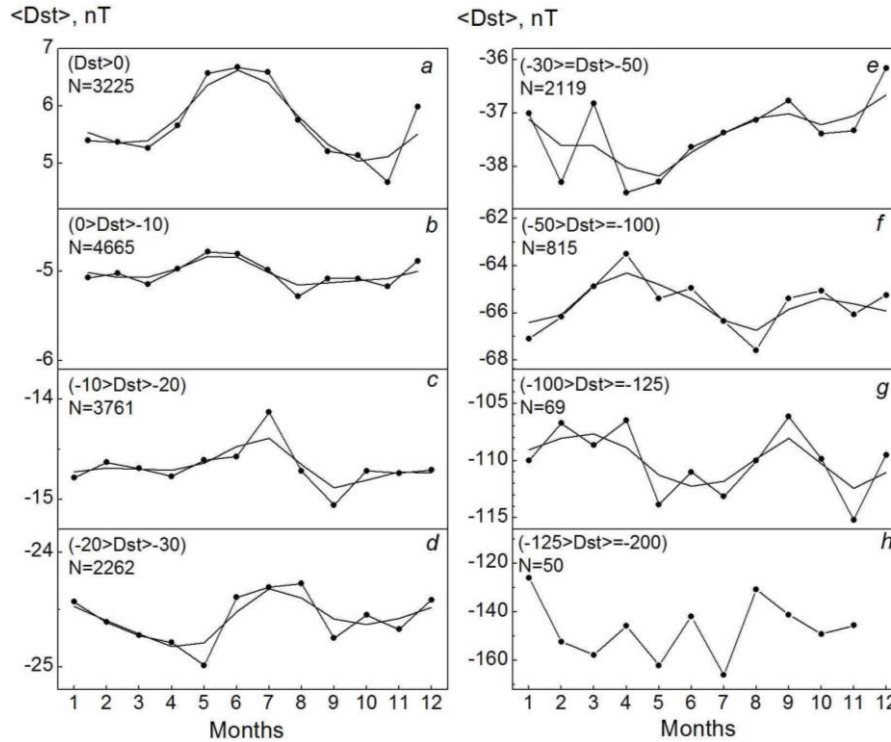 <Dst>, nT
7
6
5
(Dst>0)
N=3225
a
-5
-6
(0>Dst>-10)
N=4665
b
-14
-15
(-10>Dst>-20)
N=3761
c
-24
-25
(-20>Dst>-30)
N=2262
d
1 2 3 4 5 6 7 8 9 10 11 12
Months
<Dst>, nT
-36
-37
-38
(-30>=Dst>-50)
N=2119
e
-62
-64
-66
-68
(-50>Dst>=-100)
N=815
f
-105
-110
-115
(-100>Dst>=-125)
N=69
g
-120
-140
-160
(-125>Dst>=-200)
N=50
h
1 2 3 4 5 6 7 8 9 10 11 12
Months